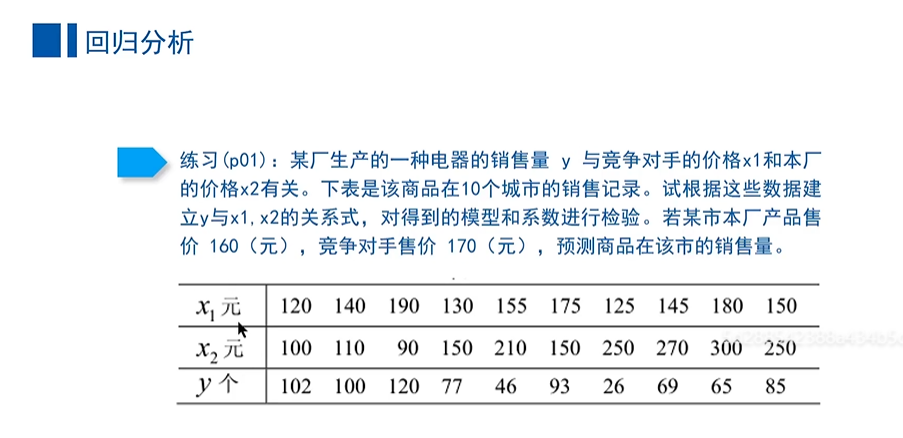 回归分析
练习(p01)：某厂生产的一种电器的销售量 y 与竞争对手的价格x1和本厂
的价格x2有关。下表是该商品在10个城市的销售记录。试根据这些数据建
立y与x1,x2的关系式，对得到的模型和系数进行检验。若某市本厂产品售
价 160（元），竞争对手售价 170（元），预测商品在该市的销售量。
x1 元 120 140 190 130 155 175 125 145 180 150
x2 元 100 110 90 150 210 150 250 270 300 250
y 个 102 100 120 77 46 93 26 69 65 85